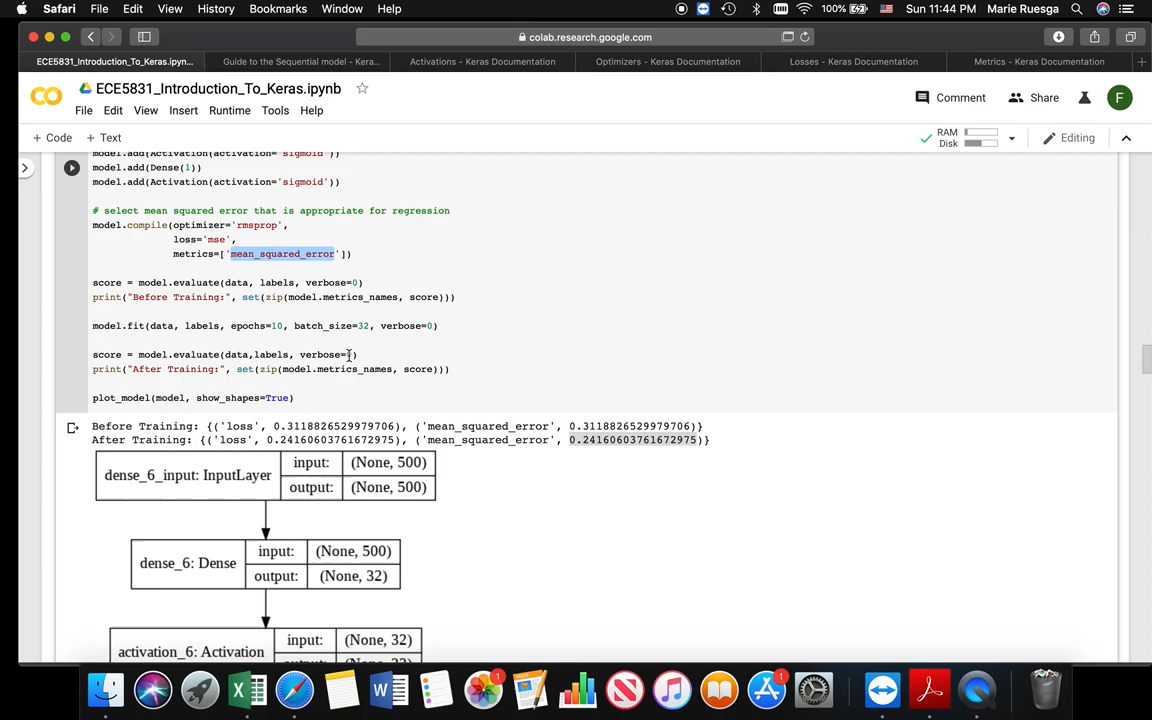 Safari File Edit View History Bookmarks Window Help 100% Sun 11:44 PM Marie Ruesga
colab.research.google.com
ECE5831_Introduction_To_Keras.ipyn... Guide to the Sequential model - Kera... Activations - Keras Documentation Optimizers - Keras Documentation Losses - Keras Documentation Metrics - Keras Documentation
ECE5831_Introduction_To_Keras.ipynb
Comment Share F
File Edit View Insert Runtime Tools Help
+ Code + Text RAM Disk Editing
model.add(Activation(activation='sigmoid'))
model.add(Dense(1))
model.add(Activation(activation='sigmoid'))
# select mean squared error that is appropriate for regression
model.compile(optimizer='rmsprop',
loss='mse',
metrics=['mean_squared_error'])
score = model.evaluate(data, labels, verbose=0)
print("Before Training:", set(zip(model.metrics_names, score)))
model.fit(data, labels, epochs=10, batch_size=32, verbose=0)
score = model.evaluate(data,labels, verbose= )
print("After Training:", set(zip(model.metrics_names, score)))
plot_model(model, show_shapes=True)
Before Training: {('loss', 0.3118826529979706), ('mean_squared_error', 0.3118826529979706)}
After Training: {('loss', 0.24160603761672975), ('mean_squared_error', 0.24160603761672975)}
dense_6_input: InputLayer input: (None, 500)
output: (None, 500)
dense_6: Dense input: (None, 500)
output: (None, 32)
activation_6: Activation input: (None, 32)